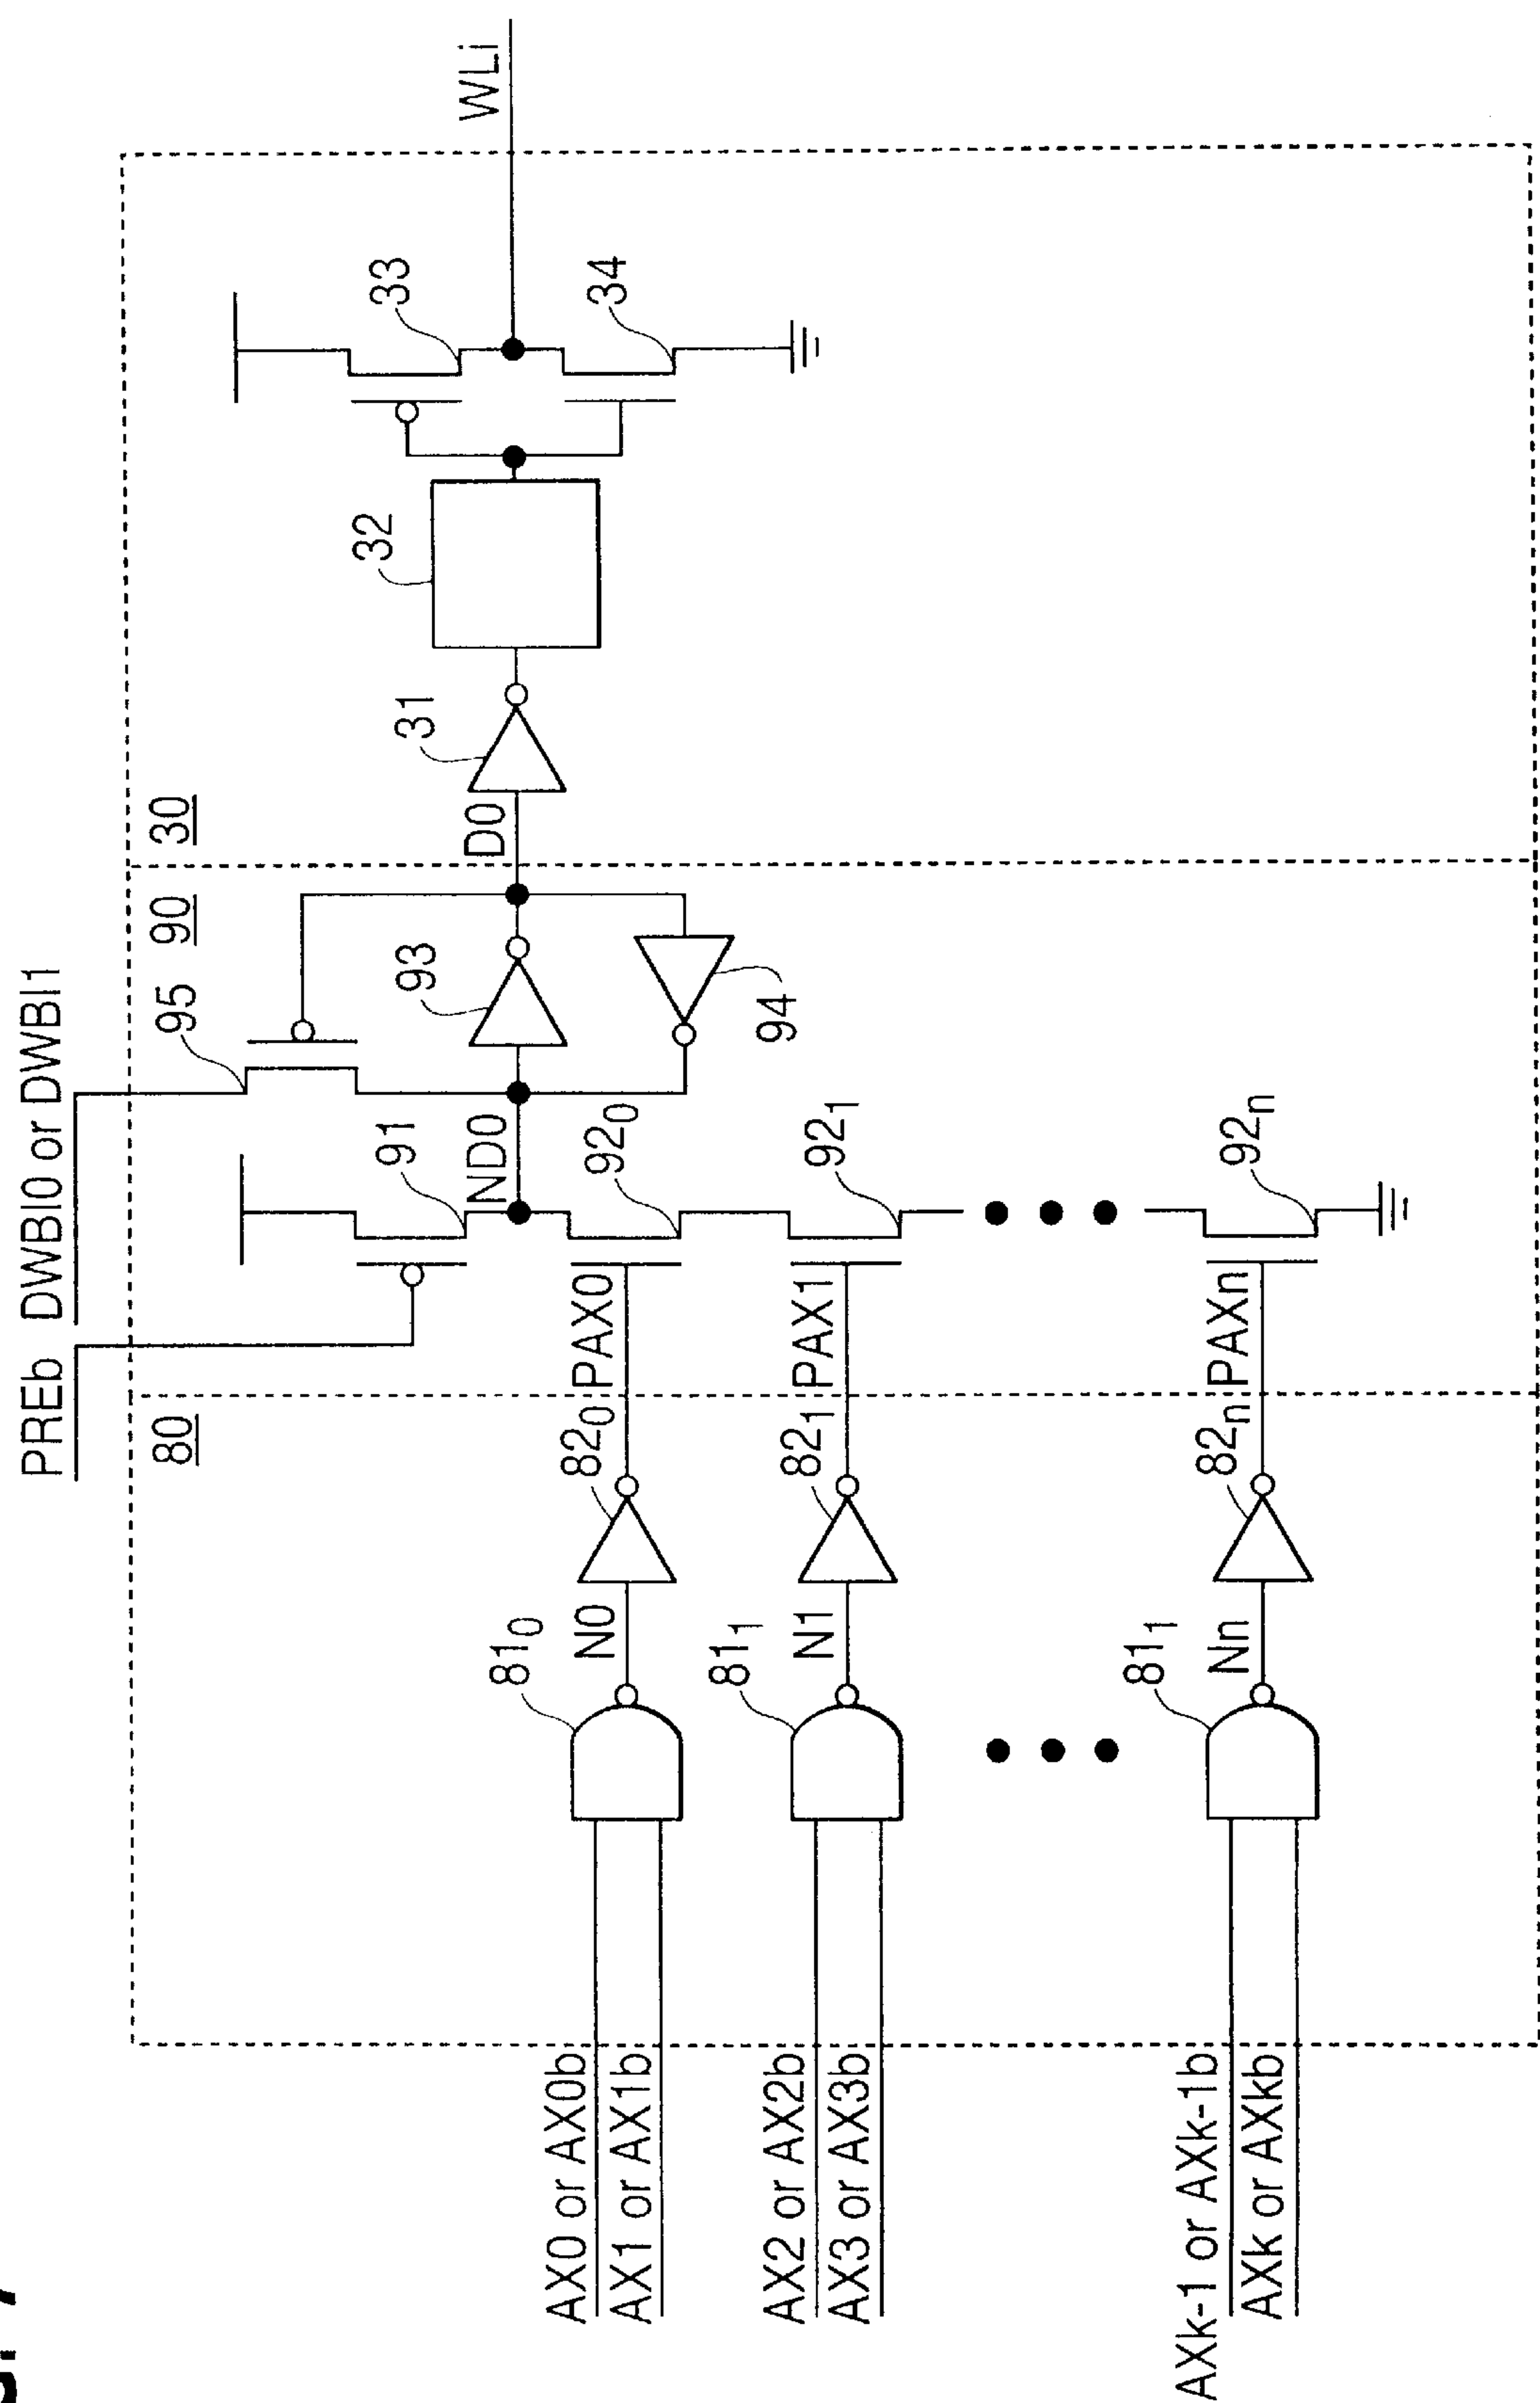 PREb
DWBI0 or DWBI1
80
90
30
95
91
93
ND0
D0
31
32
33
WLi
34
94
AX0 or AX0b
AX1 or AX1b
81₀
N0
82₀
PAX0
92₀
AX2 or AX2b
AX3 or AX3b
81₁
N1
82₁
PAX1
92₁
AXk-1 or AXk-1b
AXk or AXkb
81₁
Nn
82ₙ
PAXn
92ₙ